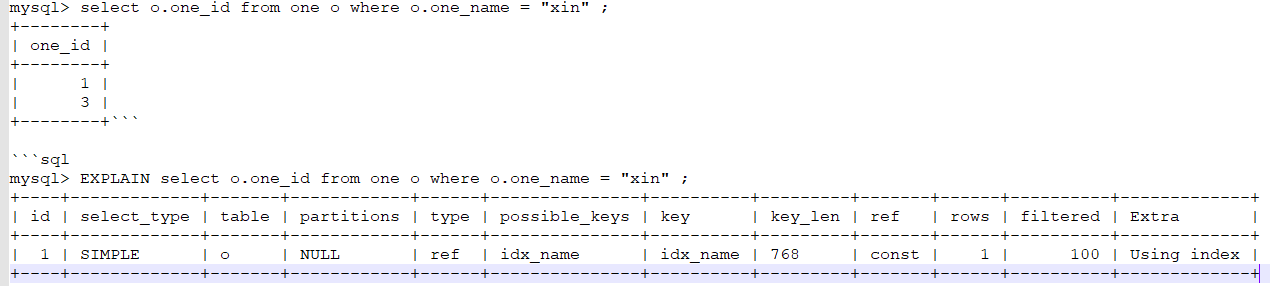 mysql> select o.one_id from one o where o.one_name = "xin" ;
+--------+
| one_id |
+--------+
|      1 |
|      3 |
+--------+```
```sql
mysql> EXPLAIN select o.one_id from one o where o.one_name = "xin" ;
+----+-------------+-------+------------+------+---------------+----------+---------+-------+------+----------+-------------+
| id | select_type | table | partitions | type | possible_keys | key      | key_len | ref   | rows | filtered | Extra       |
+----+-------------+-------+------------+------+---------------+----------+---------+-------+------+----------+-------------+
|  1 | SIMPLE      | o     | NULL       | ref  | idx_name      | idx_name | 768     | const |    1 |      100 | Using index |
+----+-------------+-------+------------+------+---------------+----------+---------+-------+------+----------+-------------+